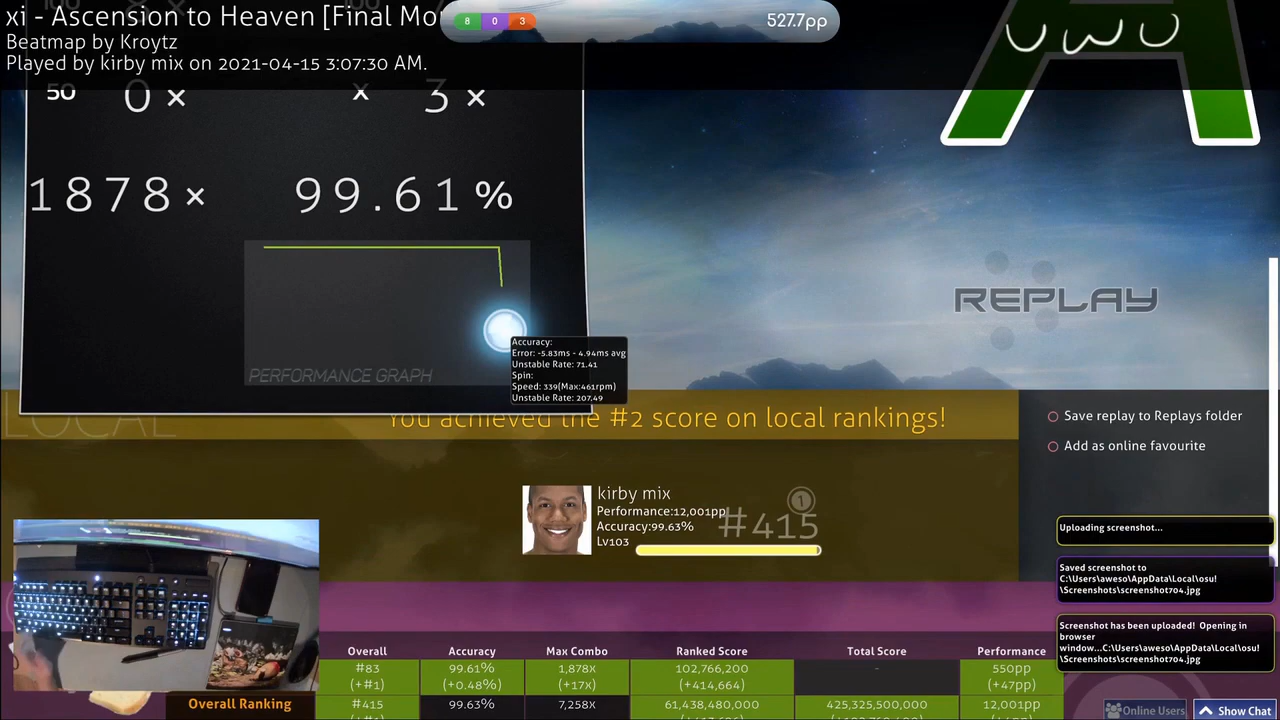 xi - Ascension to Heaven [Final Mo
Beatmap by Kroytz
Played by kirby mix on 2021-04-15 3:07:30 AM.
8 0 3
527.7pp
UWU
A
50 0x x 3x
1878x 99.61%
REPLAY
PERFORMANCE GRAPH
Accuracy:
Error: -5.83ms - 4.94ms avg
Unstable Rate: 71.41
Spin:
Speed: 339(Max:461rpm)
Unstable Rate: 207.49
LOCAL
You achieved the #2 score on local rankings!
Save replay to Replays folder
Add as online favourite
kirby mix
Performance:12,001pp
Accuracy:99.63%
Lv103
#415
1
Uploading screenshot...
Saved screenshot to
C:\Users\aweso\AppData\Local\osu!
\Screenshots\screenshot704.jpg
Screenshot has been uploaded! Opening in
browser
window...C:\Users\aweso\AppData\Local\osu!
\Screenshots\screenshot704.jpg
Overall Accuracy Max Combo Ranked Score Total Score Performance
#83 99.61% 1,878x 102,766,200 - 550pp
(+#1) (+0.48%) (+17x) (+414,664) (+47pp)
Overall Ranking
#415 99.63% 7,258x 61,438,480,000 425,325,500,000 12,001pp
Online Users
Show Chat